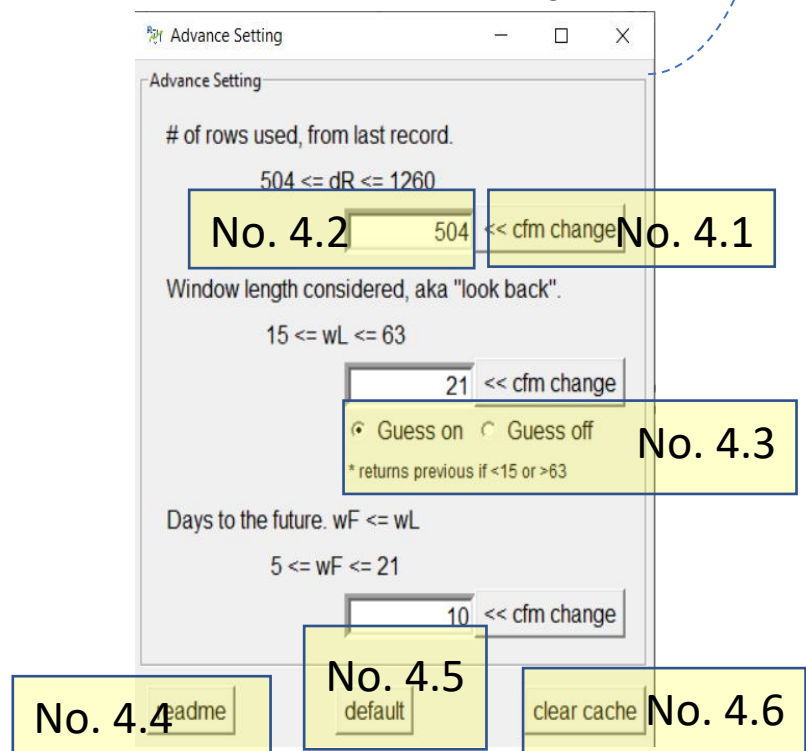 Advance Setting
Advance Setting
# of rows used, from last record.
504 <= dR <= 1260
No. 4.2 504 << cfm change No. 4.1
Window length considered, aka "look back".
15 <= wL <= 63
21 << cfm change
Guess on Guess off No. 4.3
* returns previous if <15 or >63
Days to the future. wF <= wL
5 <= wF <= 21
10 << cfm change
No. 4.4 readme No. 4.5 default clear cache No. 4.6